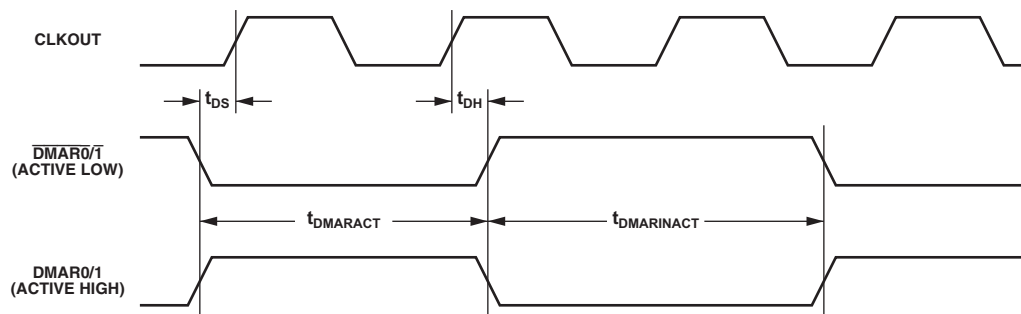 CLKOUT
tDS
tDH
DMAR0/1
(ACTIVE LOW)
tDMARACT
tDMARINACT
DMAR0/1
(ACTIVE HIGH)